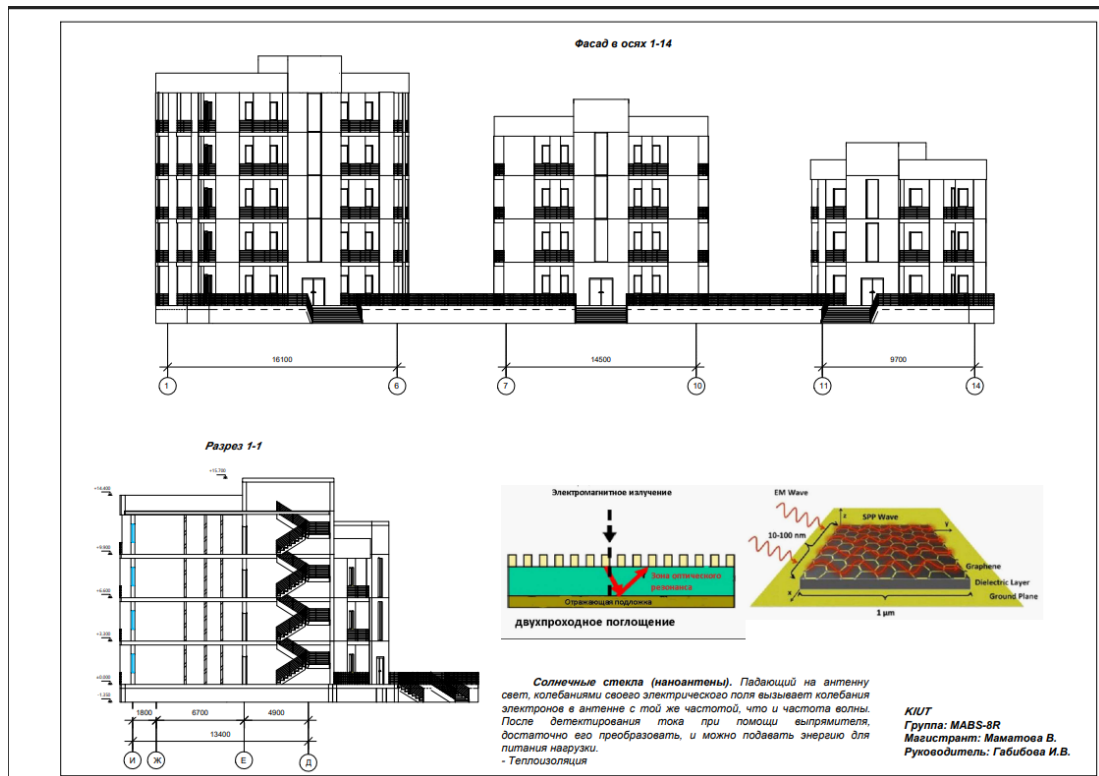 Фасад в осях 1-14
16100
14500
9700
1
6
7
10
11
14
Разрез 1-1
+15.780
+14.400
+9.900
+6.600
+3.300
±0.000
-1.350
1800
6700
4900
13400
И
Ж
Е
Д
Электромагнитное излучение
Зона оптического
резонанса
Отражающая подложка
двухпроходное поглощение
EM Wave
SPP Wave
x
y
10-100 nm
Graphene
Dielectric Layer
Ground Plane
x
1 μm
Солнечные стекла (наноантены). Падающий на антенну
свет, колебаниями своего электрического поля вызывает колебания
электронов в антенне с той же частотой, что и частота волны.
После детектирования тока при помощи выпрямителя,
достаточно его преобразовать, и можно подавать энергию для
питания нагрузки.
- Теплоизоляция
KIUT
Группа: MABS-8R
Магистрант: Маматова В.
Руководитель: Габибова И.В.